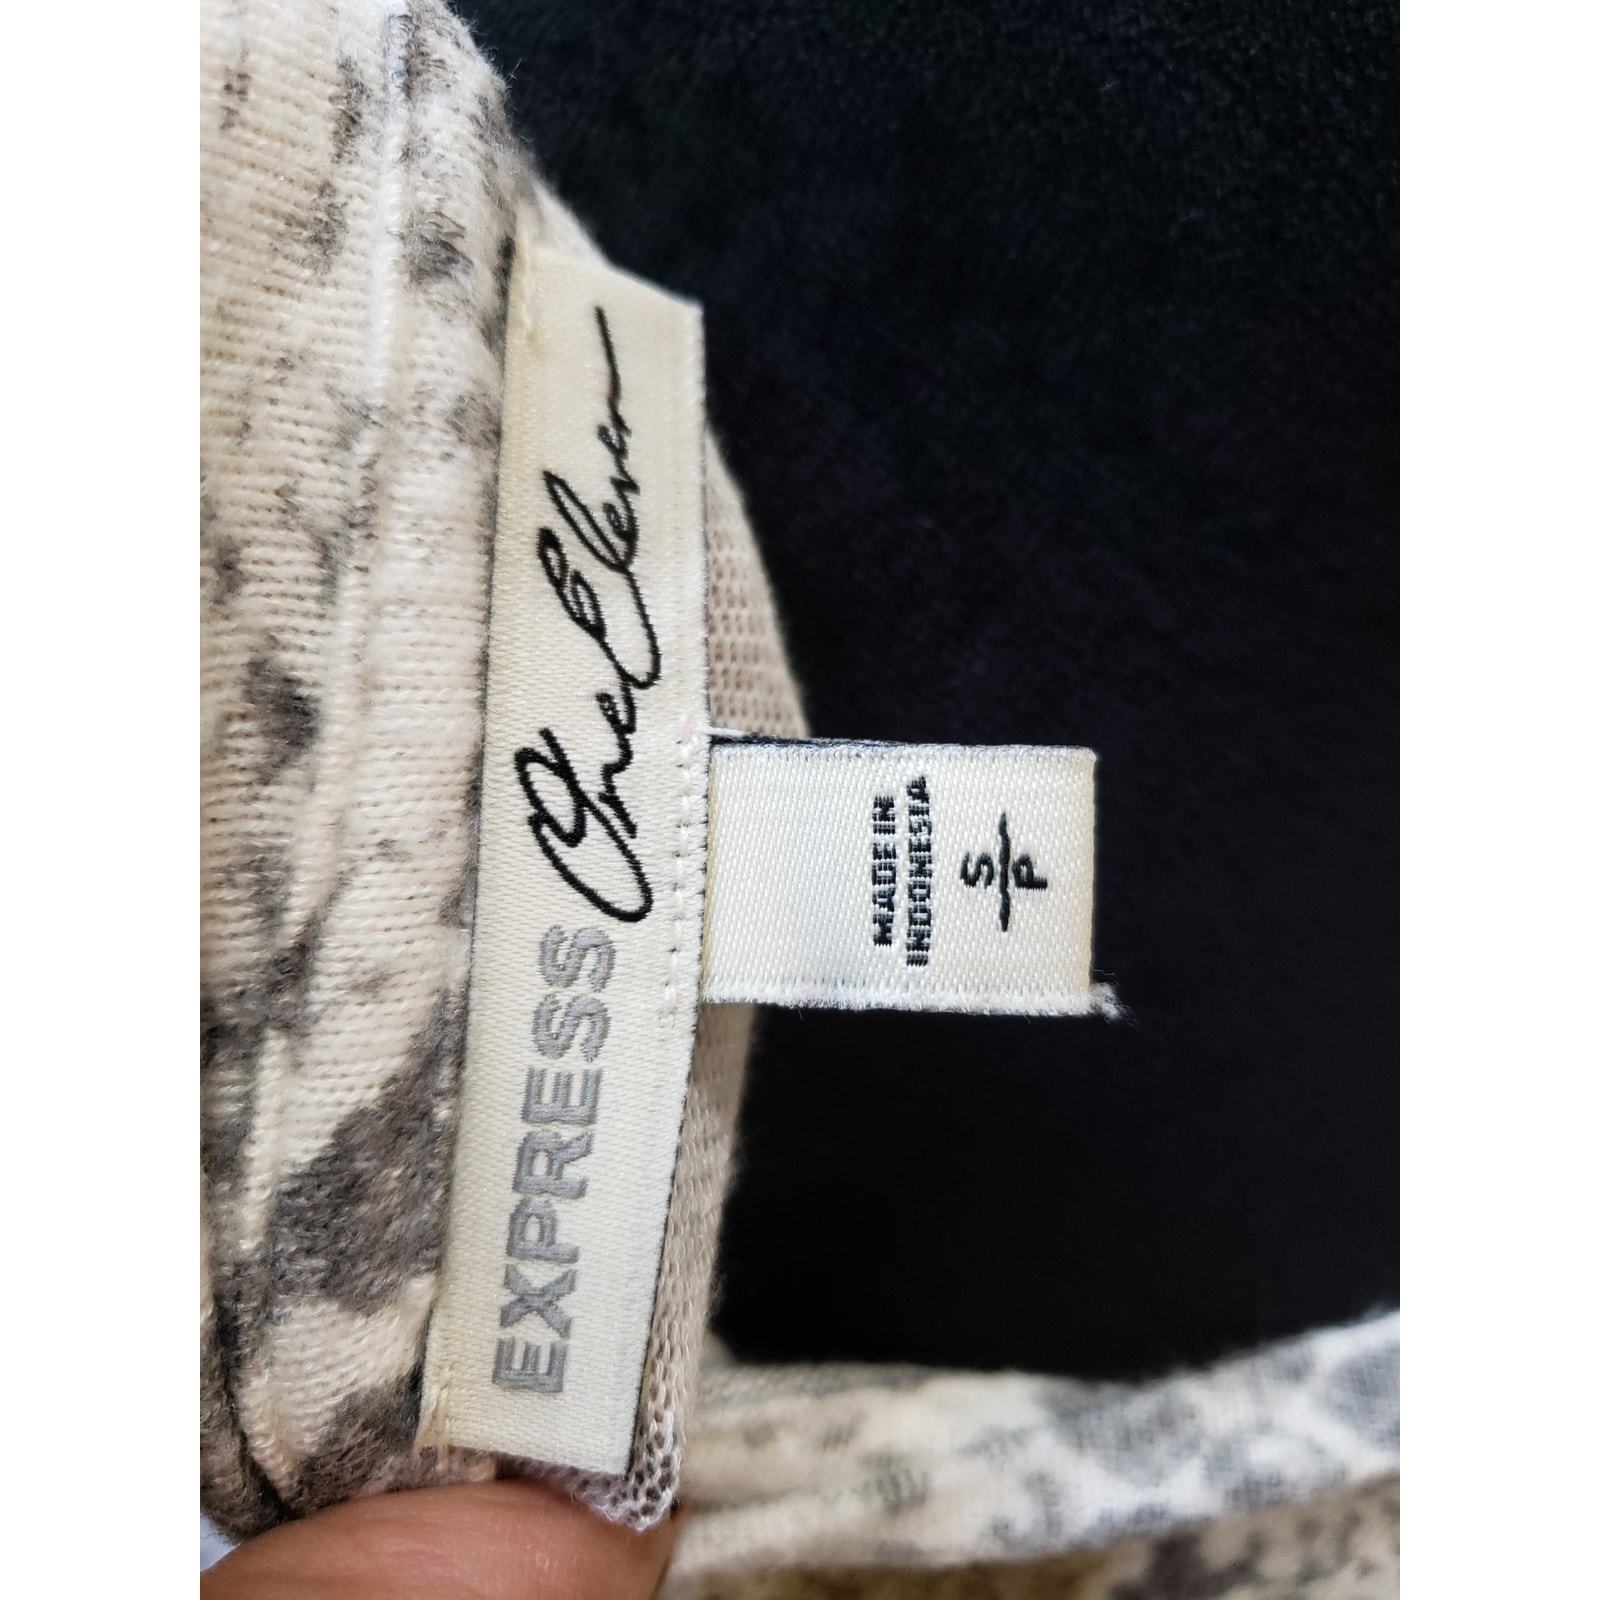 EXPRESS One Eleven
MADE IN
INDONESIA
S
P